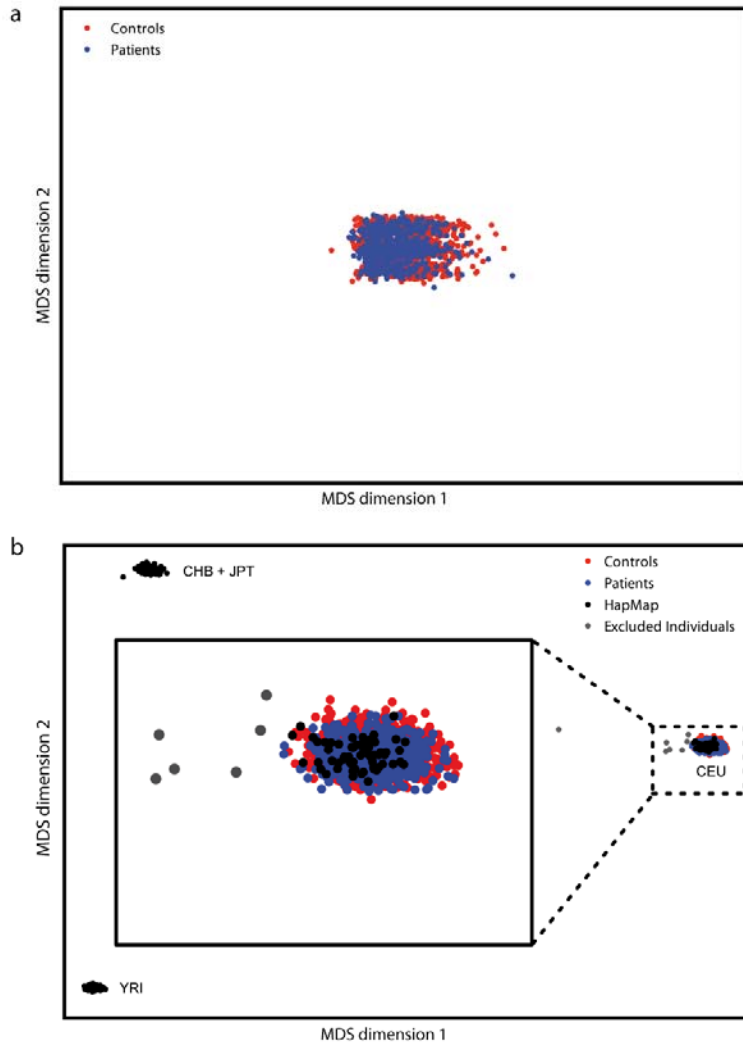 a
Controls
Patients
MDS dimension 2
MDS dimension 1
b
CHB + JPT
Controls
Patients
HapMap
Excluded Individuals
MDS dimension 2
CEU
YRI
MDS dimension 1